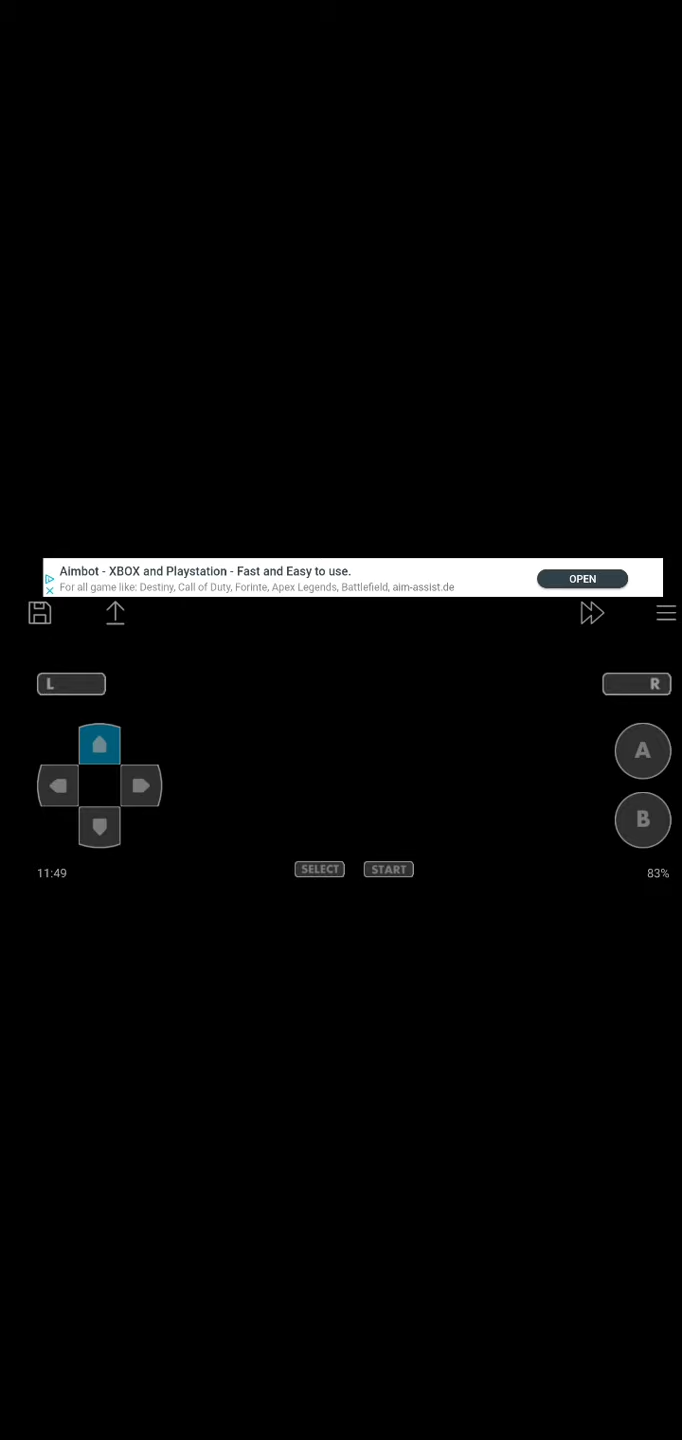 Aimbot - XBOX and Playstation - Fast and Easy to use.
For all game like: Destiny, Call of Duty, Forinte, Apex Legends, Battlefield, aim-assist.de
OPEN
L
R
A
B
SELECT
START
11:49
83%